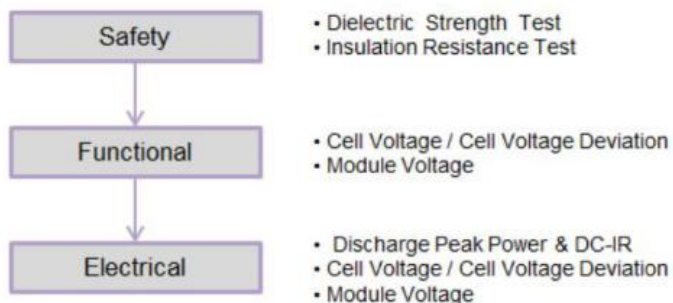 Safety
• Dielectric Strength Test
• Insulation Resistance Test
Functional
• Cell Voltage / Cell Voltage Deviation
• Module Voltage
Electrical
• Discharge Peak Power & DC-IR
• Cell Voltage / Cell Voltage Deviation
• Module Voltage